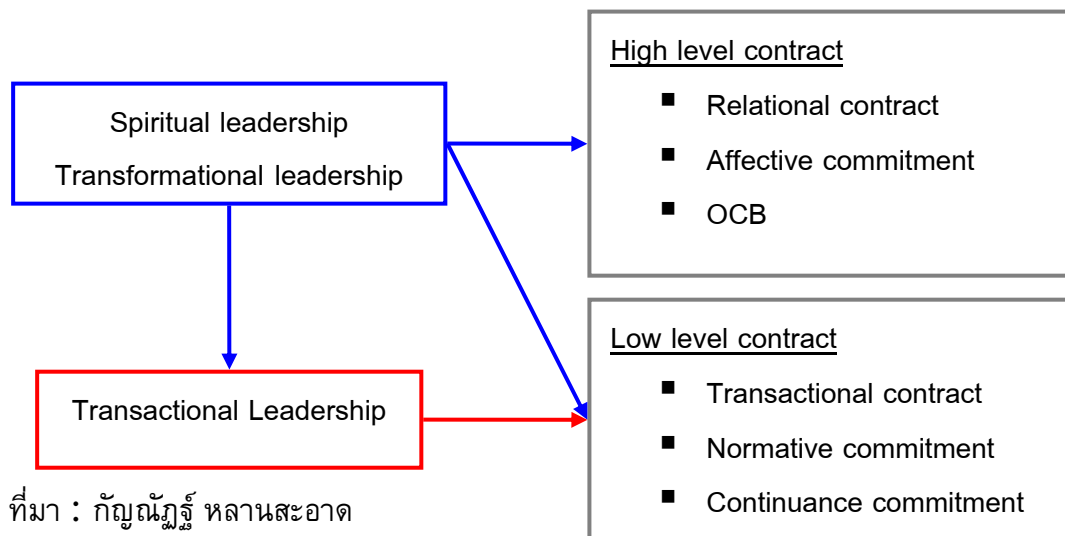 Spiritual leadership
Transformational leadership
Transactional Leadership
ที่มา : กัญณัฏฐ์ หลานสะอาด
High level contract
■ Relational contract
■ Affective commitment
■ OCB
Low level contract
■ Transactional contract
■ Normative commitment
■ Continuance commitment